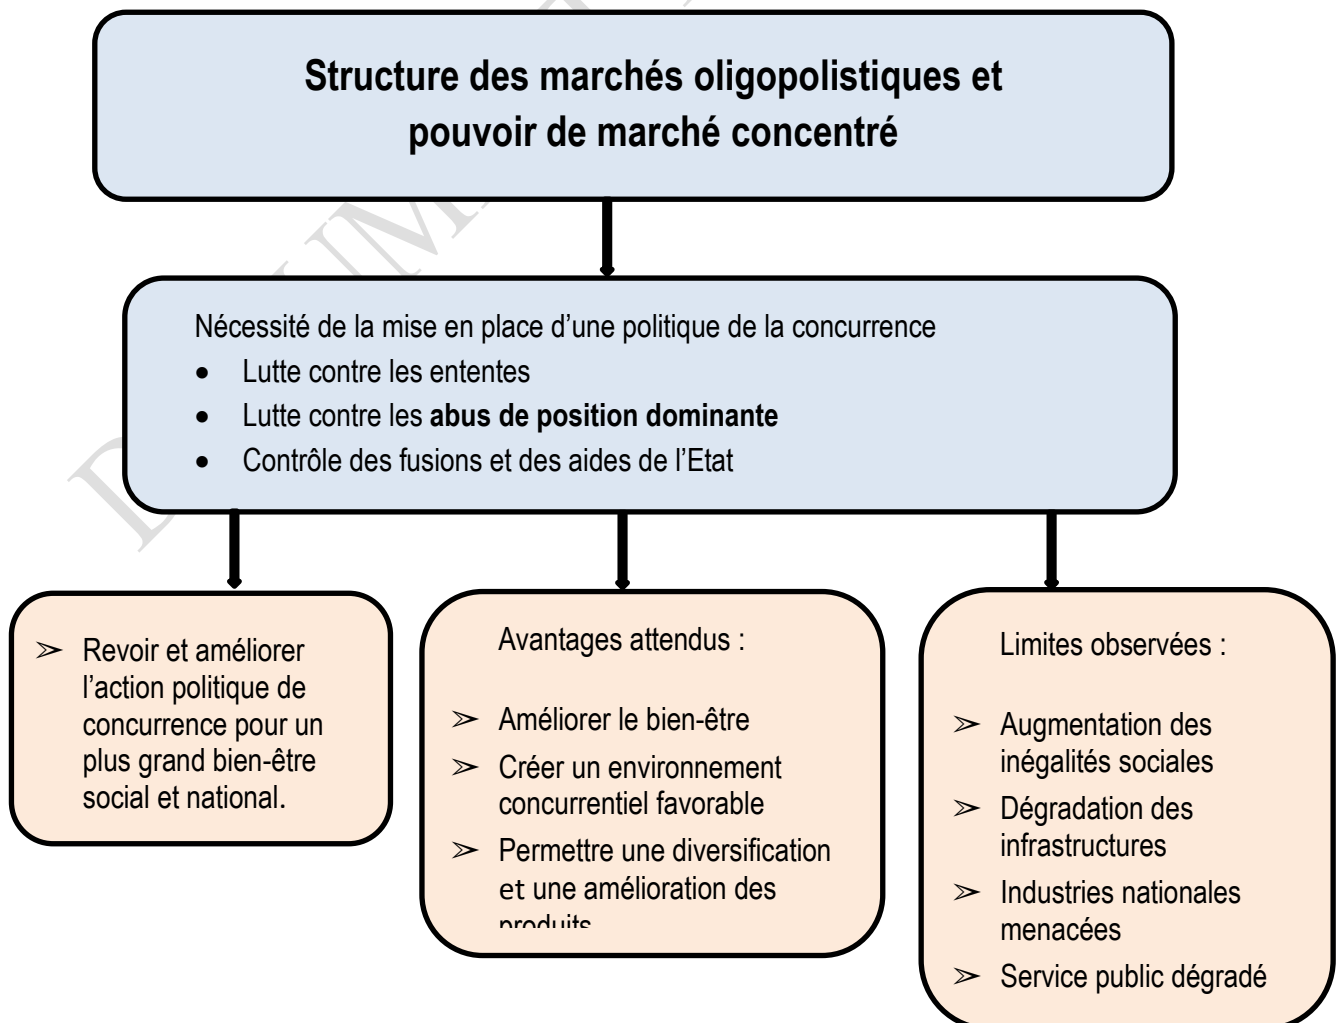 Structure des marchés oligopolistiques et
pouvoir de marché concentré
Nécessité de la mise en place d’une politique de la concurrence
• Lutte contre les ententes
• Lutte contre les abus de position dominante
• Contrôle des fusions et des aides de l’Etat
➢ Revoir et améliorer
l’action politique de
concurrence pour un
plus grand bien-être
social et national.
Avantages attendus :
➢ Améliorer le bien-être
➢ Créer un environnement
concurrentiel favorable
➢ Permettre une diversification
et une amélioration des
produits
Limites observées :
➢ Augmentation des
inégalités sociales
➢ Dégradation des
infrastructures
➢ Industries nationales
menacées
➢ Service public dégradé